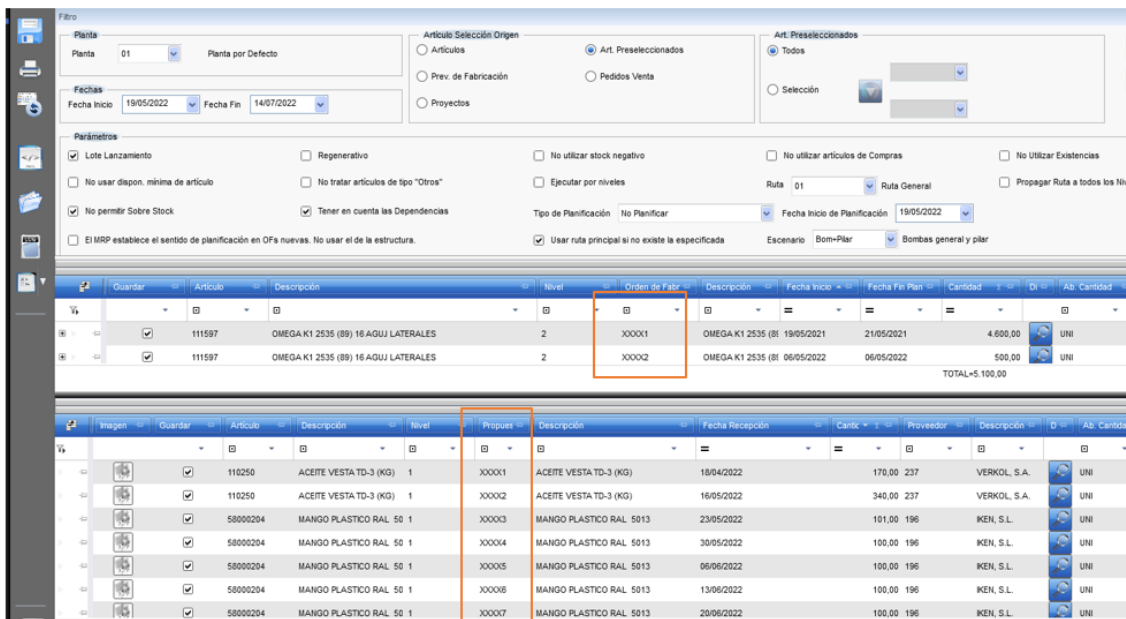 Filtro
Planta Artículo Selección Origen Art. Preseleccionados
Planta 01 Planta por Defecto Artículos Art. Preseleccionados Todos
Prev. de Fabricación Pedidos Venta
Fechas Selección
Fecha Inicio 19/05/2022 Fecha Fin 14/07/2022 Proyectos
Parámetros
Lote Lanzamiento Regenerativo No utilizar stock negativo No utilizar artículos de Compras No Utilizar Existencias
No usar dispon. mínima de artículo No tratar artículos de tipo "Otros" Ejecutar por niveles Ruta 01 Ruta General Propagar Ruta a todos los Niv
No permitir Sobre Stock Tener en cuenta las Dependencias Tipo de Planificación No Planificar Fecha Inicio de Planificación 19/05/2022
El MRP establece el sentido de planificación en OFs nuevas. No usar el de la estructura. Usar ruta principal si no existe la especificada Escenario Bom+Pilar Bombas general y pilar
Guardar Artículo Descripción Nivel Orden de Fabr Descripción Fecha Inicio Fecha Fin Plan Cantidad Di Ab. Cantidad
111597 OMEGA K1 2535 (89) 16 AGUJ LATERALES 2 XXXX1 OMEGA K1 2535 (89 19/05/2021 21/05/2021 4.600,00 UNI
111597 OMEGA K1 2535 (89) 16 AGUJ LATERALES 2 XXXX2 OMEGA K1 2535 (89 06/05/2022 06/05/2022 500,00 UNI
TOTAL=5.100,00
Imagen Guardar Artículo Descripción Nivel Propues Descripción Fecha Recepción Cantic Proveedor Descripción D Ab. Cantida
110250 ACEITE VESTA TD-3 (KG) 1 XXXX1 ACEITE VESTA TD-3 (KG) 18/04/2022 170,00 237 VERKOL, S.A. UNI
110250 ACEITE VESTA TD-3 (KG) 1 XXXX2 ACEITE VESTA TD-3 (KG) 16/05/2022 340,00 237 VERKOL, S.A. UNI
58000204 MANGO PLASTICO RAL 50 1 XXXX3 MANGO PLASTICO RAL 5013 23/05/2022 101,00 196 IKEN, S.L. UNI
58000204 MANGO PLASTICO RAL 50 1 XXXX4 MANGO PLASTICO RAL 5013 30/05/2022 100,00 196 IKEN, S.L. UNI
58000204 MANGO PLASTICO RAL 50 1 XXXX5 MANGO PLASTICO RAL 5013 06/06/2022 100,00 196 IKEN, S.L. UNI
58000204 MANGO PLASTICO RAL 50 1 XXXX6 MANGO PLASTICO RAL 5013 13/06/2022 100,00 196 IKEN, S.L. UNI
58000204 MANGO PLASTICO RAL 50 1 XXXX7 MANGO PLASTICO RAL 5013 20/06/2022 100,00 196 IKEN, S.L. UNI